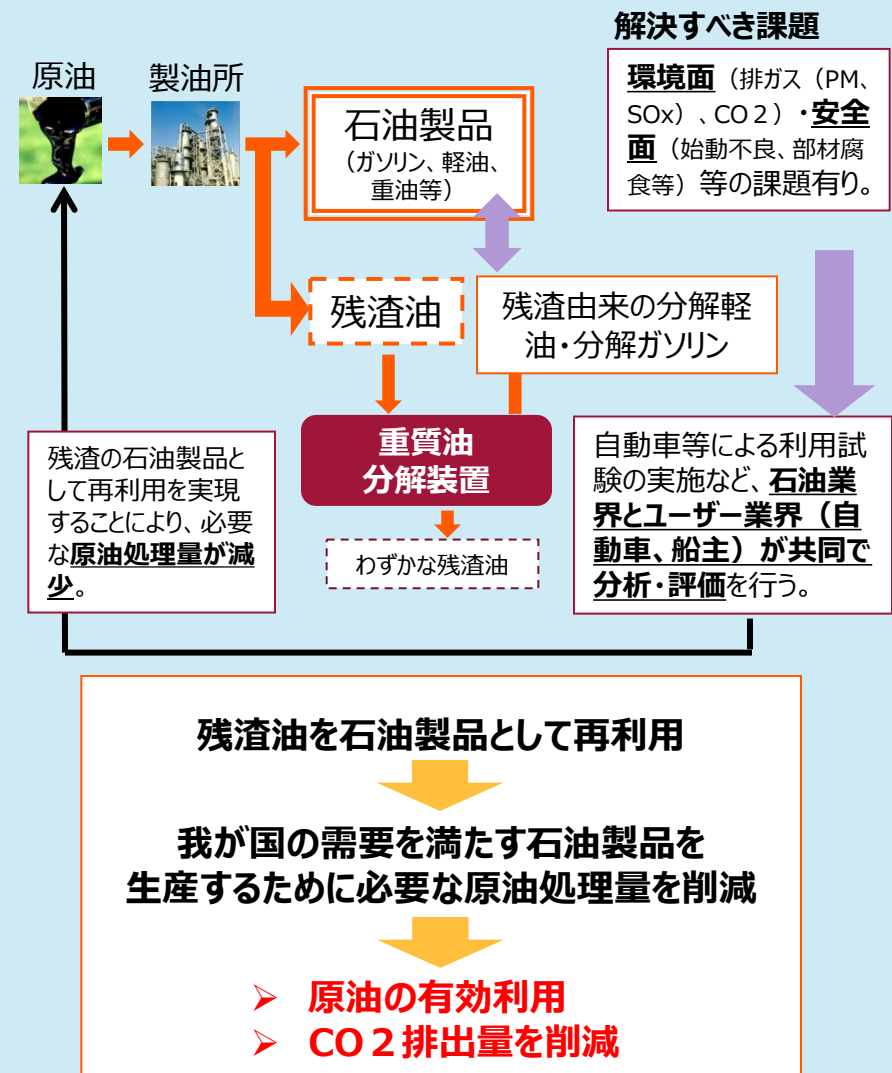 解決すべき課題
原油
製油所
環境面（排ガス（PM、
SOx）、CO２）・安全
面（始動不良、部材腐
食等）等の課題有り。
石油製品
（ガソリン、軽油、
重油等）
残渣油
残渣由来の分解軽
油・分解ガソリン
重質油
分解装置
わずかな残渣油
残渣の石油製品と
して再利用を実現
することにより、必要
な原油処理量が減
少。
自動車等による利用試
験の実施など、石油業
界とユーザー業界（自
動車、船主）が共同で
分析・評価を行う。
残渣油を石油製品として再利用
我が国の需要を満たす石油製品を
生産するために必要な原油処理量を削減
➢ 原油の有効利用
➢ CO２排出量を削減